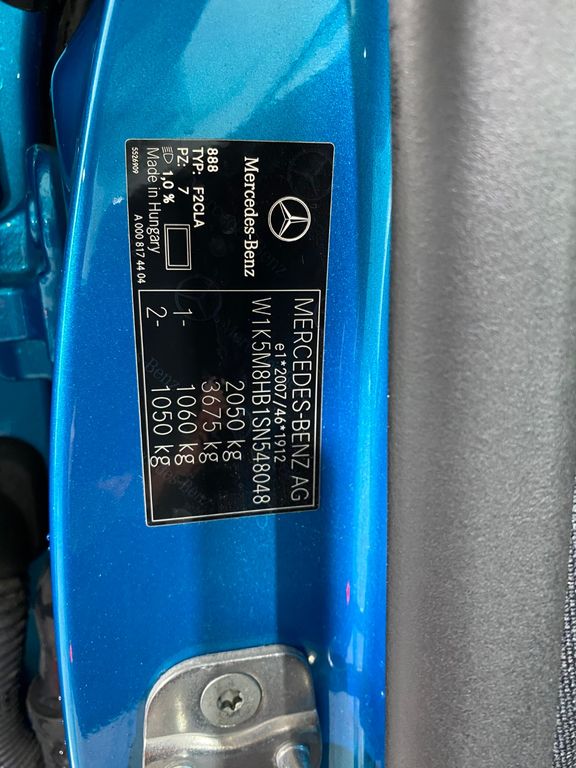 Mercedes-Benz
888
TYP: F2CLA
PZ: 7
1,0 %
Made in Hungary
A 000 817 44 04
5526909
MERCEDES-BENZ AG
e1*2007/46*1912
W1K5M8HB1SN548048
2050 kg
3675 kg
1- 1060 kg
2- 1050 kg